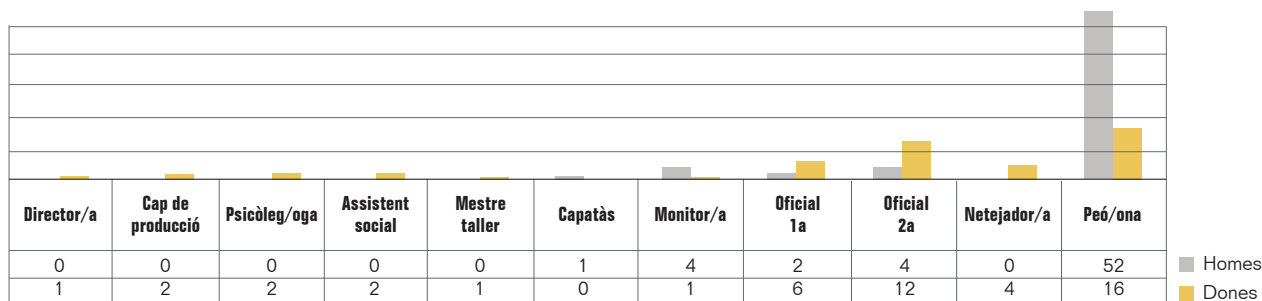 Director/a Cap de producció Psicòleg/oga Assistent social Mestre taller Capatàs Monitor/a Oficial 1a Oficial 2a Netejador/a Peó/ona
0 0 0 0 0 1 4 2 4 0 52 Homes
1 2 2 2 1 0 1 6 12 4 16 Dones